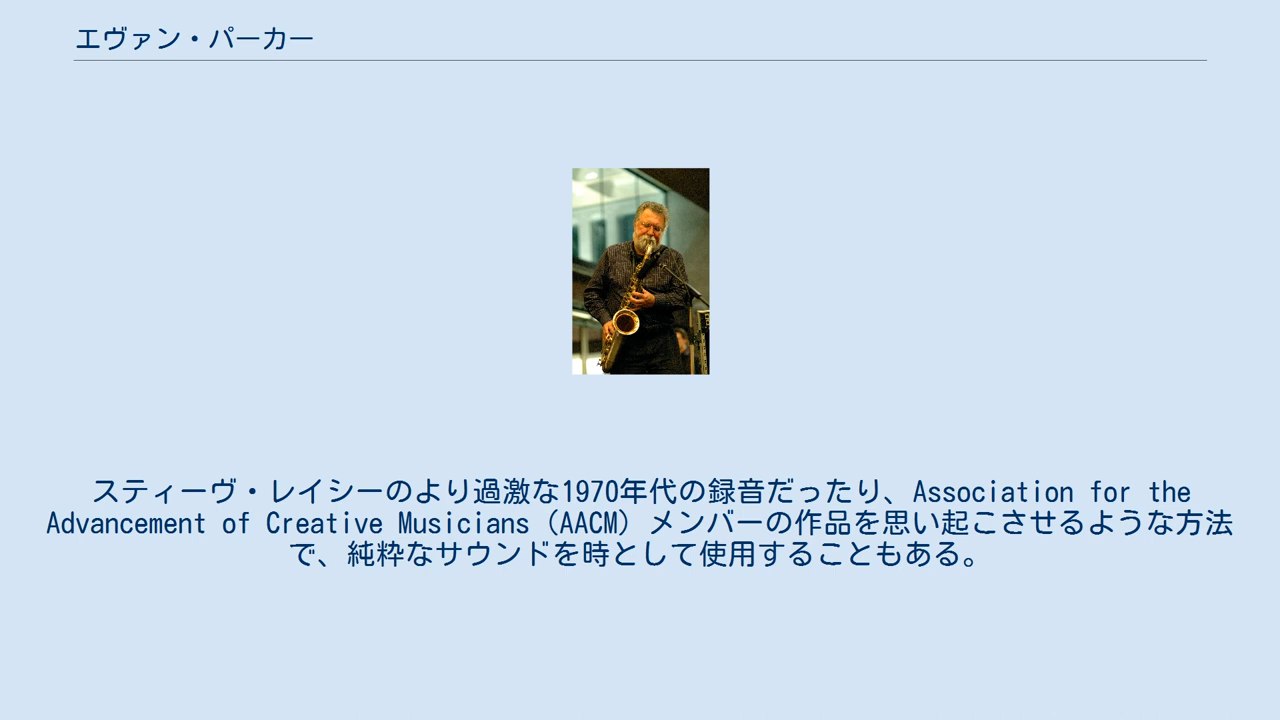 エヴァン・パーカー
スティーヴ・レイシーのより過激な1970年代の録音だったり、Association for the
Advancement of Creative Musicians（AACM）メンバーの作品を思い起こさせるような方法
で、純粋なサウンドを時として使用することもある。